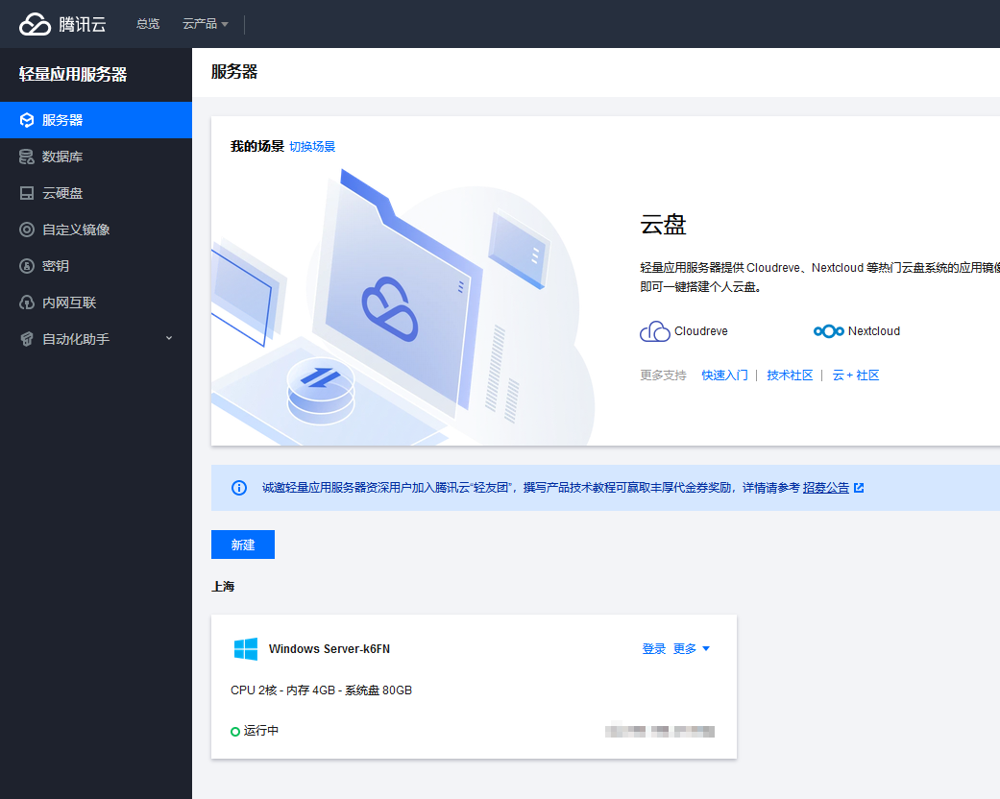 腾讯云
总览
云产品
轻量应用服务器
服务器
数据库
云硬盘
自定义镜像
密钥
内网互联
自动化助手
服务器
我的场景 切换场景
云盘
轻量应用服务器提供 Cloudreve、Nextcloud 等热门云盘系统的应用镜像
即可一键搭建个人云盘。
Cloudreve
Nextcloud
更多支持 快速入门 | 技术社区 | 云 + 社区
诚邀轻量应用服务器资深用户加入腾讯云“轻友团”，撰写产品技术教程可赢取丰厚代金券奖励，详情请参考 招募公告
新建
上海
Windows Server-k6FN
登录 更多
CPU 2核 - 内存 4GB - 系统盘 80GB
运行中